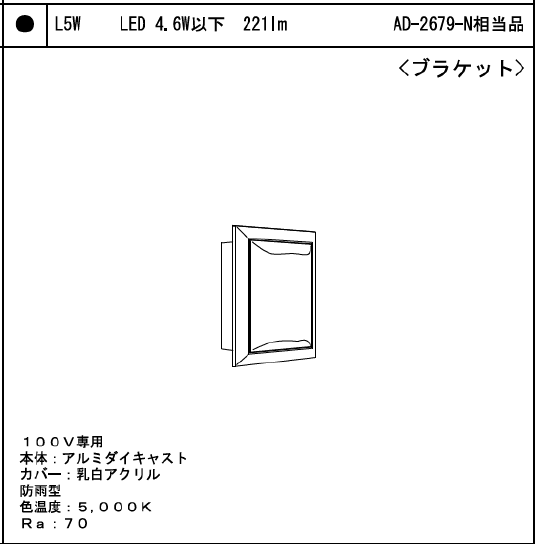 ● L5W LED 4.6W以下 221lm AD-2679-N相当品
〈ブラケット〉
100V専用
本体：アルミダイキャスト
カバー：乳白アクリル
防雨型
色温度：5,000K
Ra：70